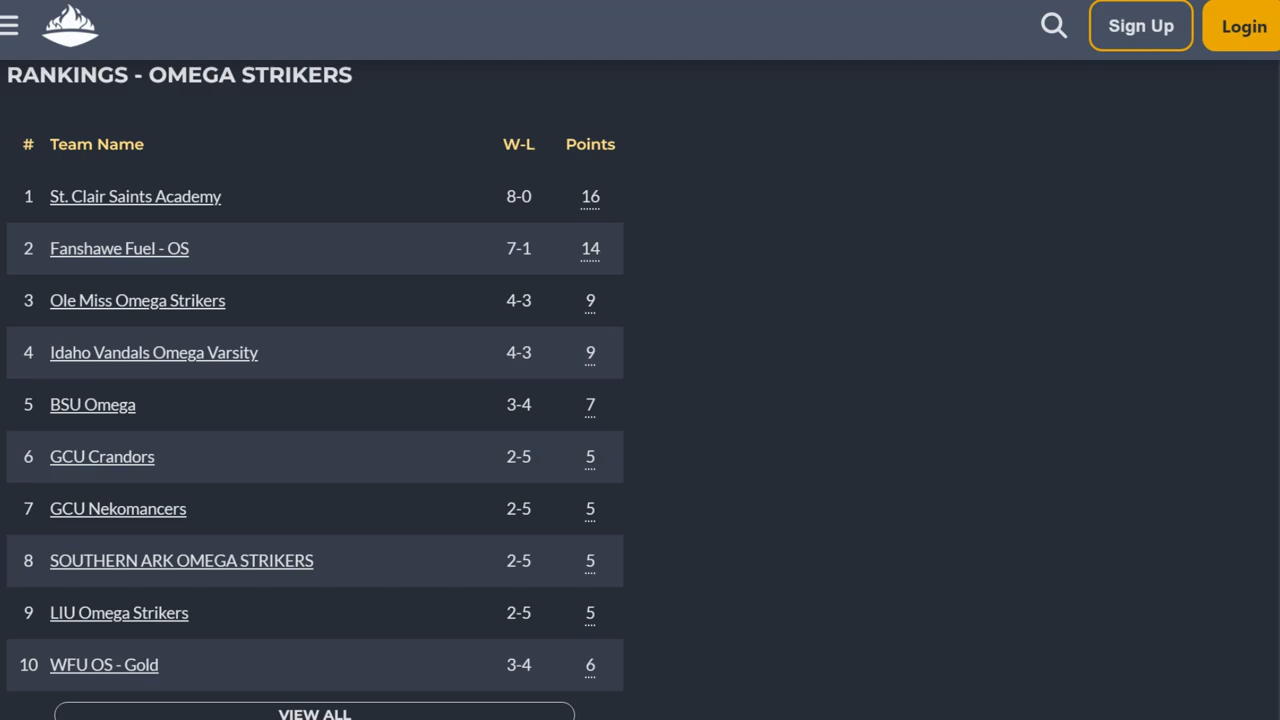 Sign Up
Login
RANKINGS - OMEGA STRIKERS
# Team Name W-L Points
1 St. Clair Saints Academy 8-0 16
2 Fanshawe Fuel - OS 7-1 14
3 Ole Miss Omega Strikers 4-3 9
4 Idaho Vandals Omega Varsity 4-3 9
5 BSU Omega 3-4 7
6 GCU Crandors 2-5 5
7 GCU Nekomancers 2-5 5
8 SOUTHERN ARK OMEGA STRIKERS 2-5 5
9 LIU Omega Strikers 2-5 5
10 WFU OS - Gold 3-4 6
VIEW ALL